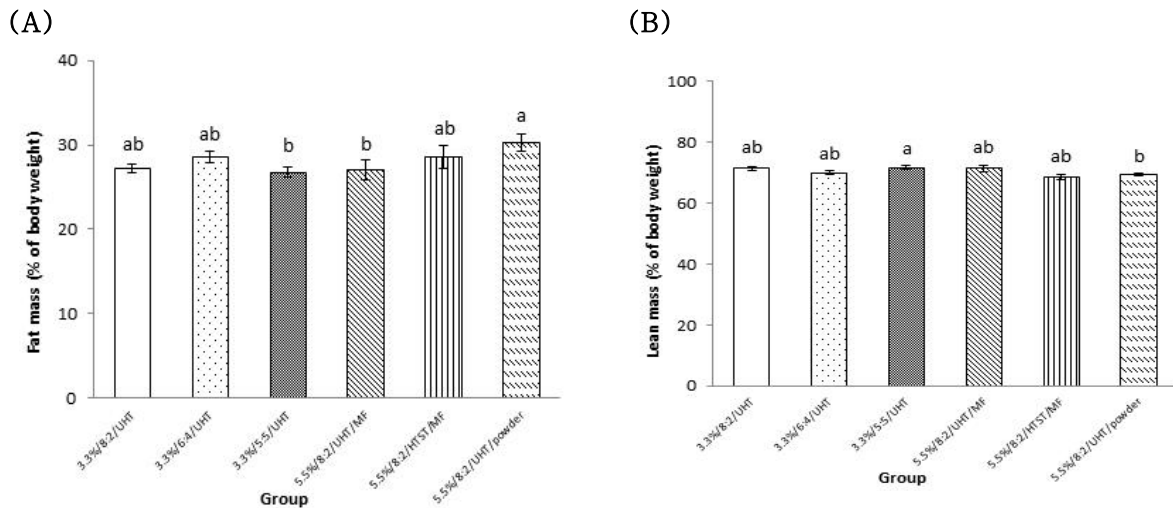 (A)
Fat mass (% of body weight)
40
30
20
10
0
ab
ab
b
b
ab
a
3.3%/8:2/UHT
3.3%/6:4/UHT
3.3%/5:5/UHT
5.5%/8:2/UHT/MF
5.5%/8:2/HTST/MF
5.5%/8:2/UHT/powder
Group
(B)
Lean mass (% of body weight)
100
80
60
40
20
0
ab
ab
a
ab
ab
b
3.3%/8:2/UHT
3.3%/6:4/UHT
3.3%/5:5/UHT
5.5%/8:2/UHT/MF
5.5%/8:2/HTST/MF
5.5%/8:2/UHT/powder
Group